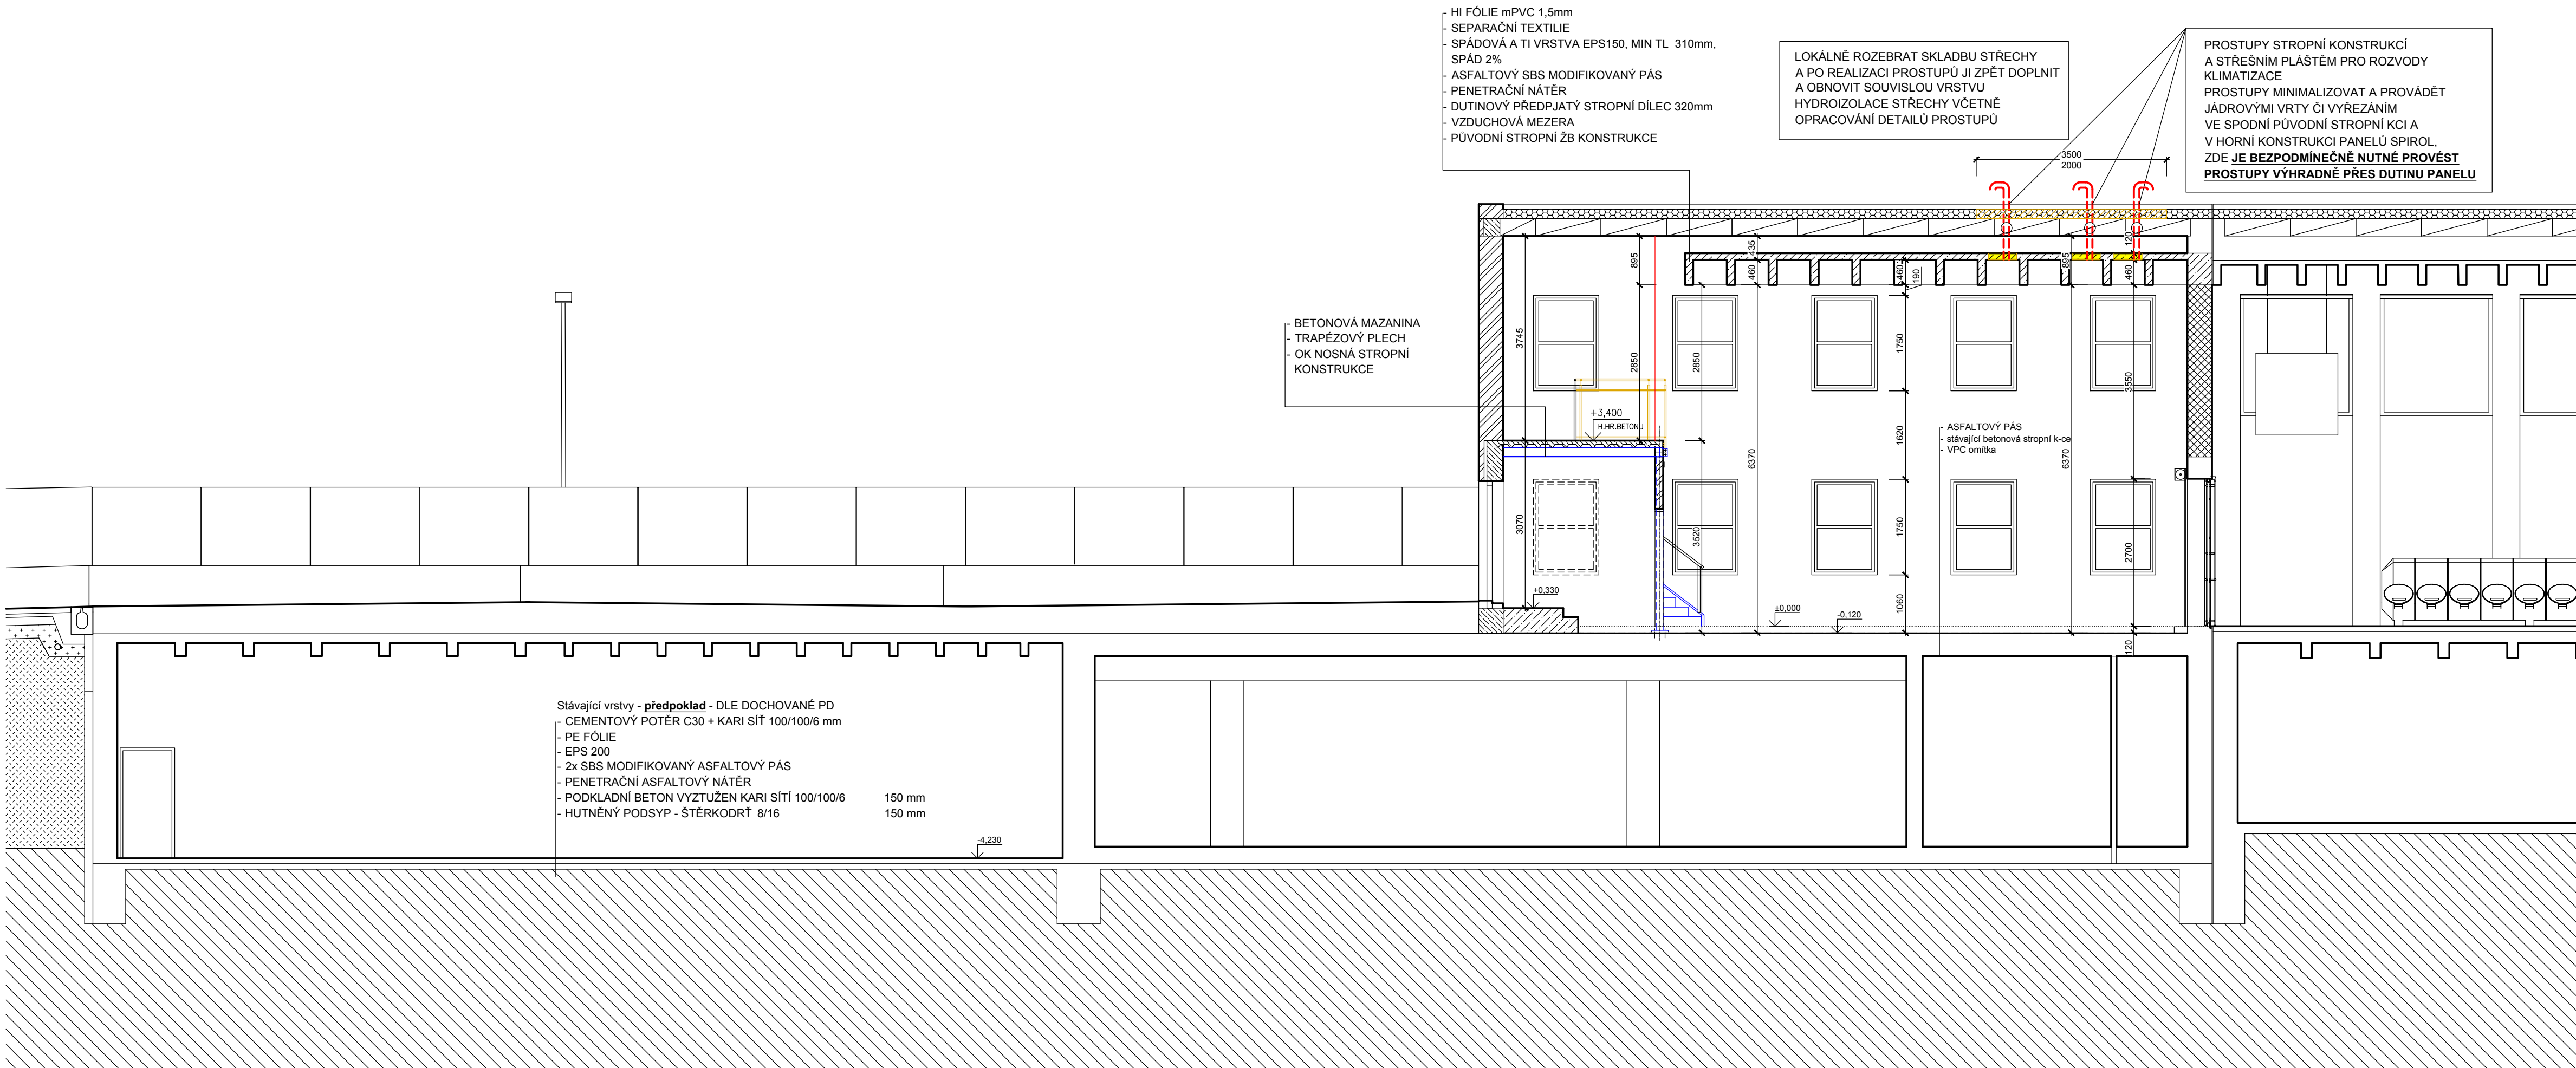 - HI FÓLIE mPVC 1,5mm
- SEPARAČNÍ TEXTILIE
- SPÁDOVÁ A TI VRSTVA EPS150, MIN TL 310mm,
SPÁD 2%
- ASFALTOVÝ SBS MODIFIKOVANÝ PÁS
- PENETRAČNÍ NÁTĚR
- DUTINOVÝ PŘEDPJATÝ STROPNÍ DÍLEC 320mm
- VZDUCHOVÁ MEZERA
- PŮVODNÍ STROPNÍ ŽB KONSTRUKCE
LOKÁLNĚ ROZEBRAT SKLADBU STŘECHY
A PO REALIZACI PROSTUPŮ JI ZPĚT DOPLNIT
A OBNOVIT SOUVISLOU VRSTVU
HYDROIZOLACE STŘECHY VČETNĚ
OPRACOVÁNÍ DETAILŮ PROSTUPŮ
PROSTUPY STROPNÍ KONSTRUKCÍ
A STŘEŠNÍM PLÁŠTĚM PRO ROZVODY
KLIMATIZACE
PROSTUPY MINIMALIZOVAT A PROVÁDĚT
JÁDROVÝMI VRTY ČI VYŘEZÁNÍM
VE SPODNÍ PŮVODNÍ STROPNÍ KCI A
V HORNÍ KONSTRUKCI PANELŮ SPIROL,
ZDE JE BEZPODMÍNEČNĚ NUTNÉ PROVÉST
PROSTUPY VÝHRADNĚ PŘES DUTINU PANELU
3500
2000
895
435
460
460
190
895
120
460
- BETONOVÁ MAZANINA
- TRAPÉZOVÝ PLECH
- OK NOSNÁ STROPNÍ
KONSTRUKCE
3745
2850
2850
1750
3550
+3,400
H.HR.BETONU
- ASFALTOVÝ PÁS
- stávající betonová stropní k-ce
- VPC omítka
1620
6370
6370
3070
3520
1750
2700
+0,330
1060
±0,000
-0,120
120
Stávající vrstvy - předpoklad - DLE DOCHOVANÉ PD
- CEMENTOVÝ POTĚR C30 + KARI SÍŤ 100/100/6 mm
- PE FÓLIE
- EPS 200
- 2x SBS MODIFIKOVANÝ ASFALTOVÝ PÁS
- PENETRAČNÍ ASFALTOVÝ NÁTĚR
- PODKLADNÍ BETON VYZTUŽEN KARI SÍTÍ 100/100/6 150 mm
- HUTNĚNÝ PODSYP - ŠTĚRKODRŤ 8/16 150 mm
-4,230